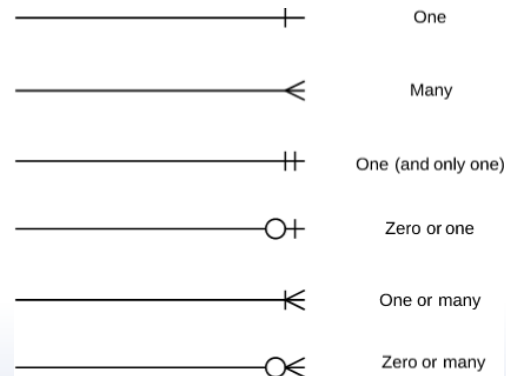 One
Many
One (and only one)
Zero or one
One or many
Zero or many